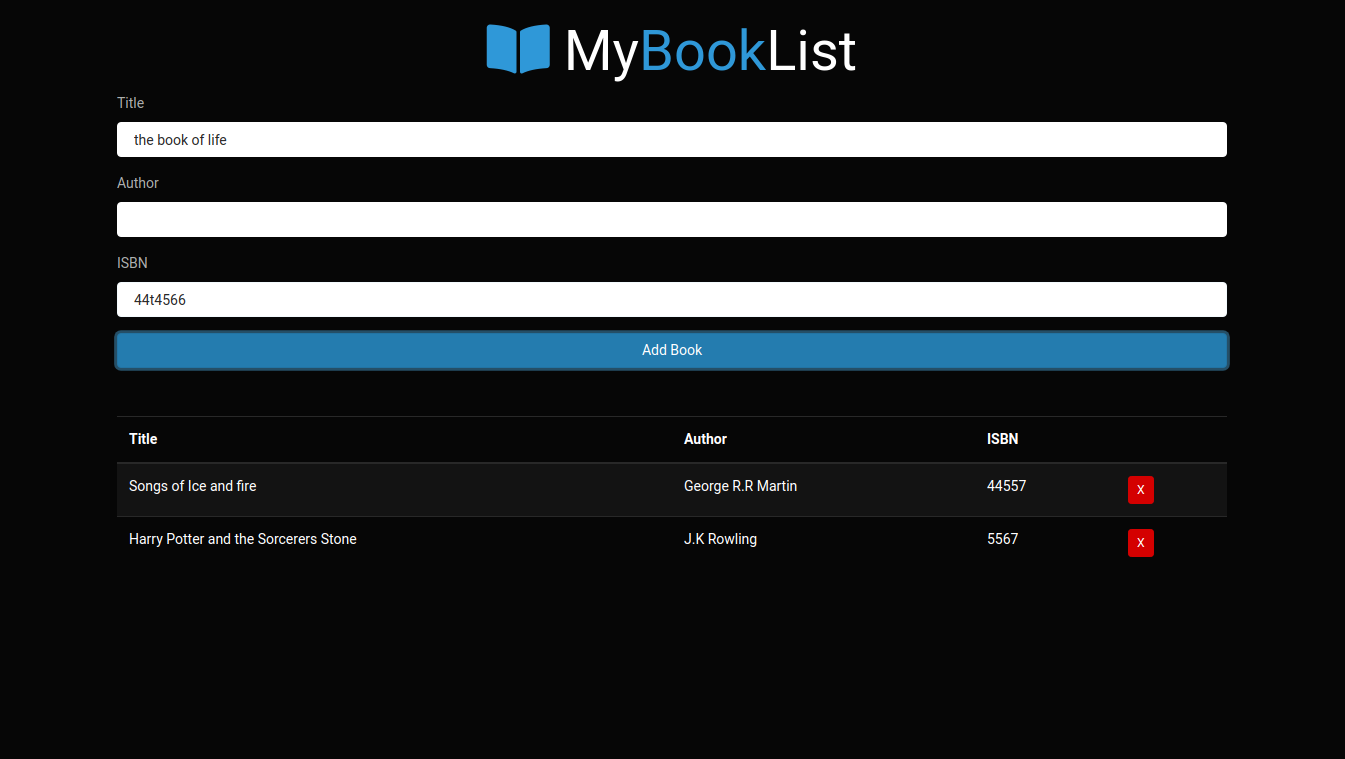 MyBookList
Title
the book of life
Author
ISBN
44t4566
Add Book
Title Author ISBN
Songs of Ice and fire George R.R Martin 44557 X
Harry Potter and the Sorcerers Stone J.K Rowling 5567 X